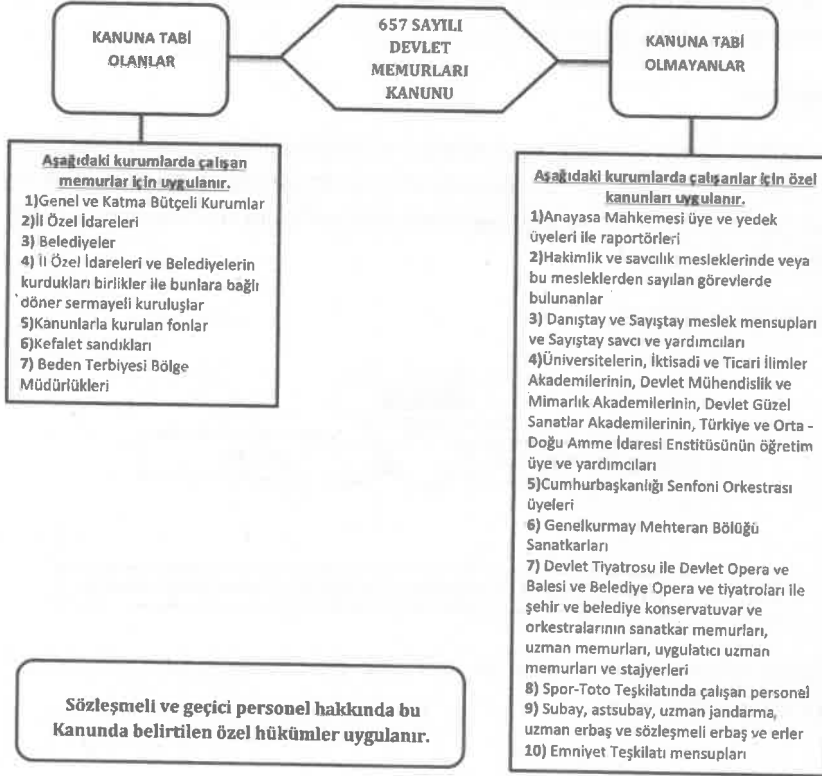 KANUNA TABİ
OLANLAR
657 SAYILI
DEVLET
MEMURLARI
KANUNU
KANUNA TABİ
OLMAYANLAR
Aşağıdaki kurumlarda çalışan
memurlar için uygulanır.
1)Genel ve Katma Bütçeli Kurumlar
2)İl Özel İdareleri
3) Belediyeler
4) İl Özel İdareleri ve Belediyelerin
kurdukları birlikler ile bunlara bağlı
döner sermayeli kuruluşlar
5)Kanunlarla kurulan fonlar
6)Kefalet sandıkları
7) Beden Terbiyesi Bölge
Müdürlükleri
Aşağıdaki kurumlarda çalışanlar için özel
kanunları uygulanır.
1)Anayasa Mahkemesi üye ve yedek
üyeleri ile raportörleri
2)Hakimlik ve savcılık mesleklerinde veya
bu mesleklerden sayılan görevlerde
bulunanlar
3) Danıştay ve Sayıştay meslek mensupları
ve Sayıştay savcı ve yardımcıları
4)Üniversitelerin, İktisadi ve Ticari İlimler
Akademilerinin, Devlet Mühendislik ve
Mimarlık Akademilerinin, Devlet Güzel
Sanatlar Akademilerinin, Türkiye ve Orta -
Doğu Amme İdaresi Enstitüsünün öğretim
üye ve yardımcıları
5)Cumhurbaşkanlığı Senfoni Orkestrası
üyeleri
6) Genelkurmay Mehteran Bölüğü
Sanatkarları
7) Devlet Tiyatrosu ile Devlet Opera ve
Balesi ve Belediye Opera ve tiyatroları ile
şehir ve belediye konservatuvar ve
orkestralarının sanatkar memurları,
uzman memurları, uygulatıcı uzman
memurları ve stajyerleri
8) Spor-Toto Teşkilatında çalışan personel
9) Subay, astsubay, uzman jandarma,
uzman erbaş ve sözleşmeli erbaş ve erler
10) Emniyet Teşkilatı mensupları
Sözleşmeli ve geçici personel hakkında bu
Kanunda belirtilen özel hükümler uygulanır.